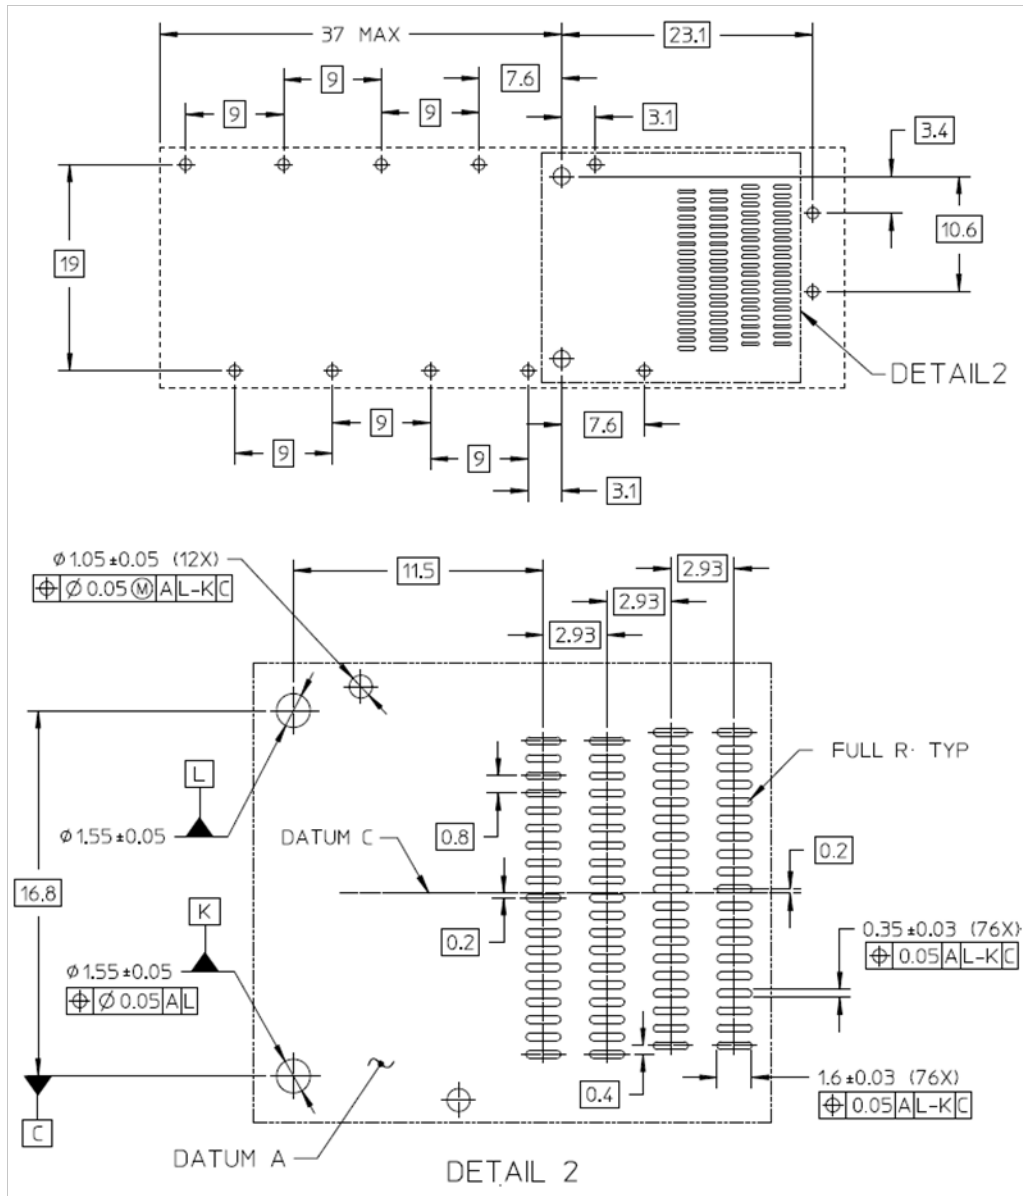 37 MAX
23.1
9
7.6
9
9
3.1
3.4
19
10.6
DETAIL2
9
7.6
9
9
3.1
⌀1.05±0.05 (12X)
⌖ ⌀0.05 Ⓜ A L-K C
11.5
2.93
2.93
2.93
L
FULL R· TYP
⌀1.55±0.05
DATUM C
0.8
0.2
16.8
K
0.2
0.35±0.03 (76X)
⌖ 0.05 A L-K C
⌀1.55±0.05
⌖ ⌀0.05 A L
0.4
1.6±0.03 (76X)
⌖ 0.05 A L-K C
C
DATUM A
DETAIL 2